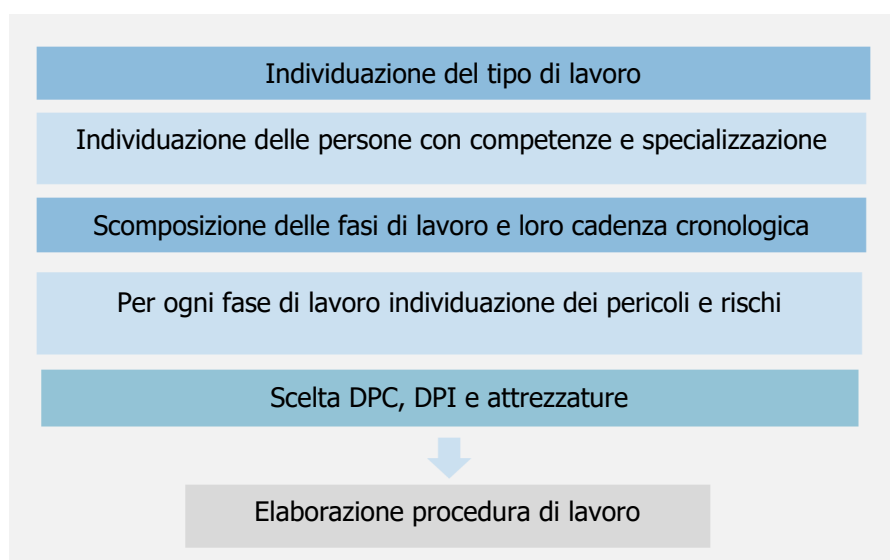 Individuazione del tipo di lavoro
Individuazione delle persone con competenze e specializzazione
Scomposizione delle fasi di lavoro e loro cadenza cronologica
Per ogni fase di lavoro individuazione dei pericoli e rischi
Scelta DPC, DPI e attrezzature
Elaborazione procedura di lavoro